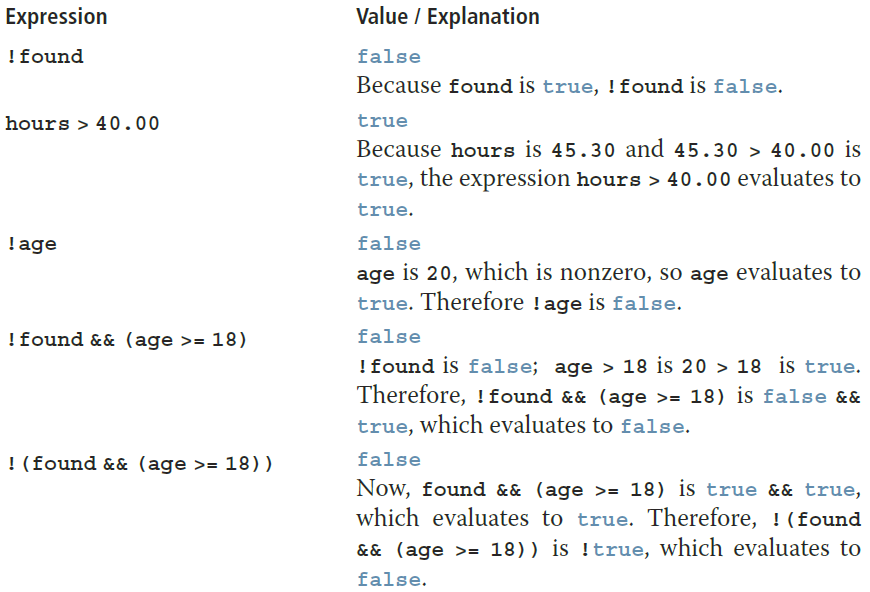 Expression Value / Explanation
!found false
Because found is true, !found is false.
hours > 40.00 true
Because hours is 45.30 and 45.30 > 40.00 is
true, the expression hours > 40.00 evaluates to
true.
!age false
age is 20, which is nonzero, so age evaluates to
true. Therefore !age is false.
!found && (age >= 18) false
!found is false; age > 18 is 20 > 18 is true.
Therefore, !found && (age >= 18) is false &&
true, which evaluates to false.
!(found && (age >= 18)) false
Now, found && (age >= 18) is true && true,
which evaluates to true. Therefore, !(found
&& (age >= 18)) is !true, which evaluates to
false.